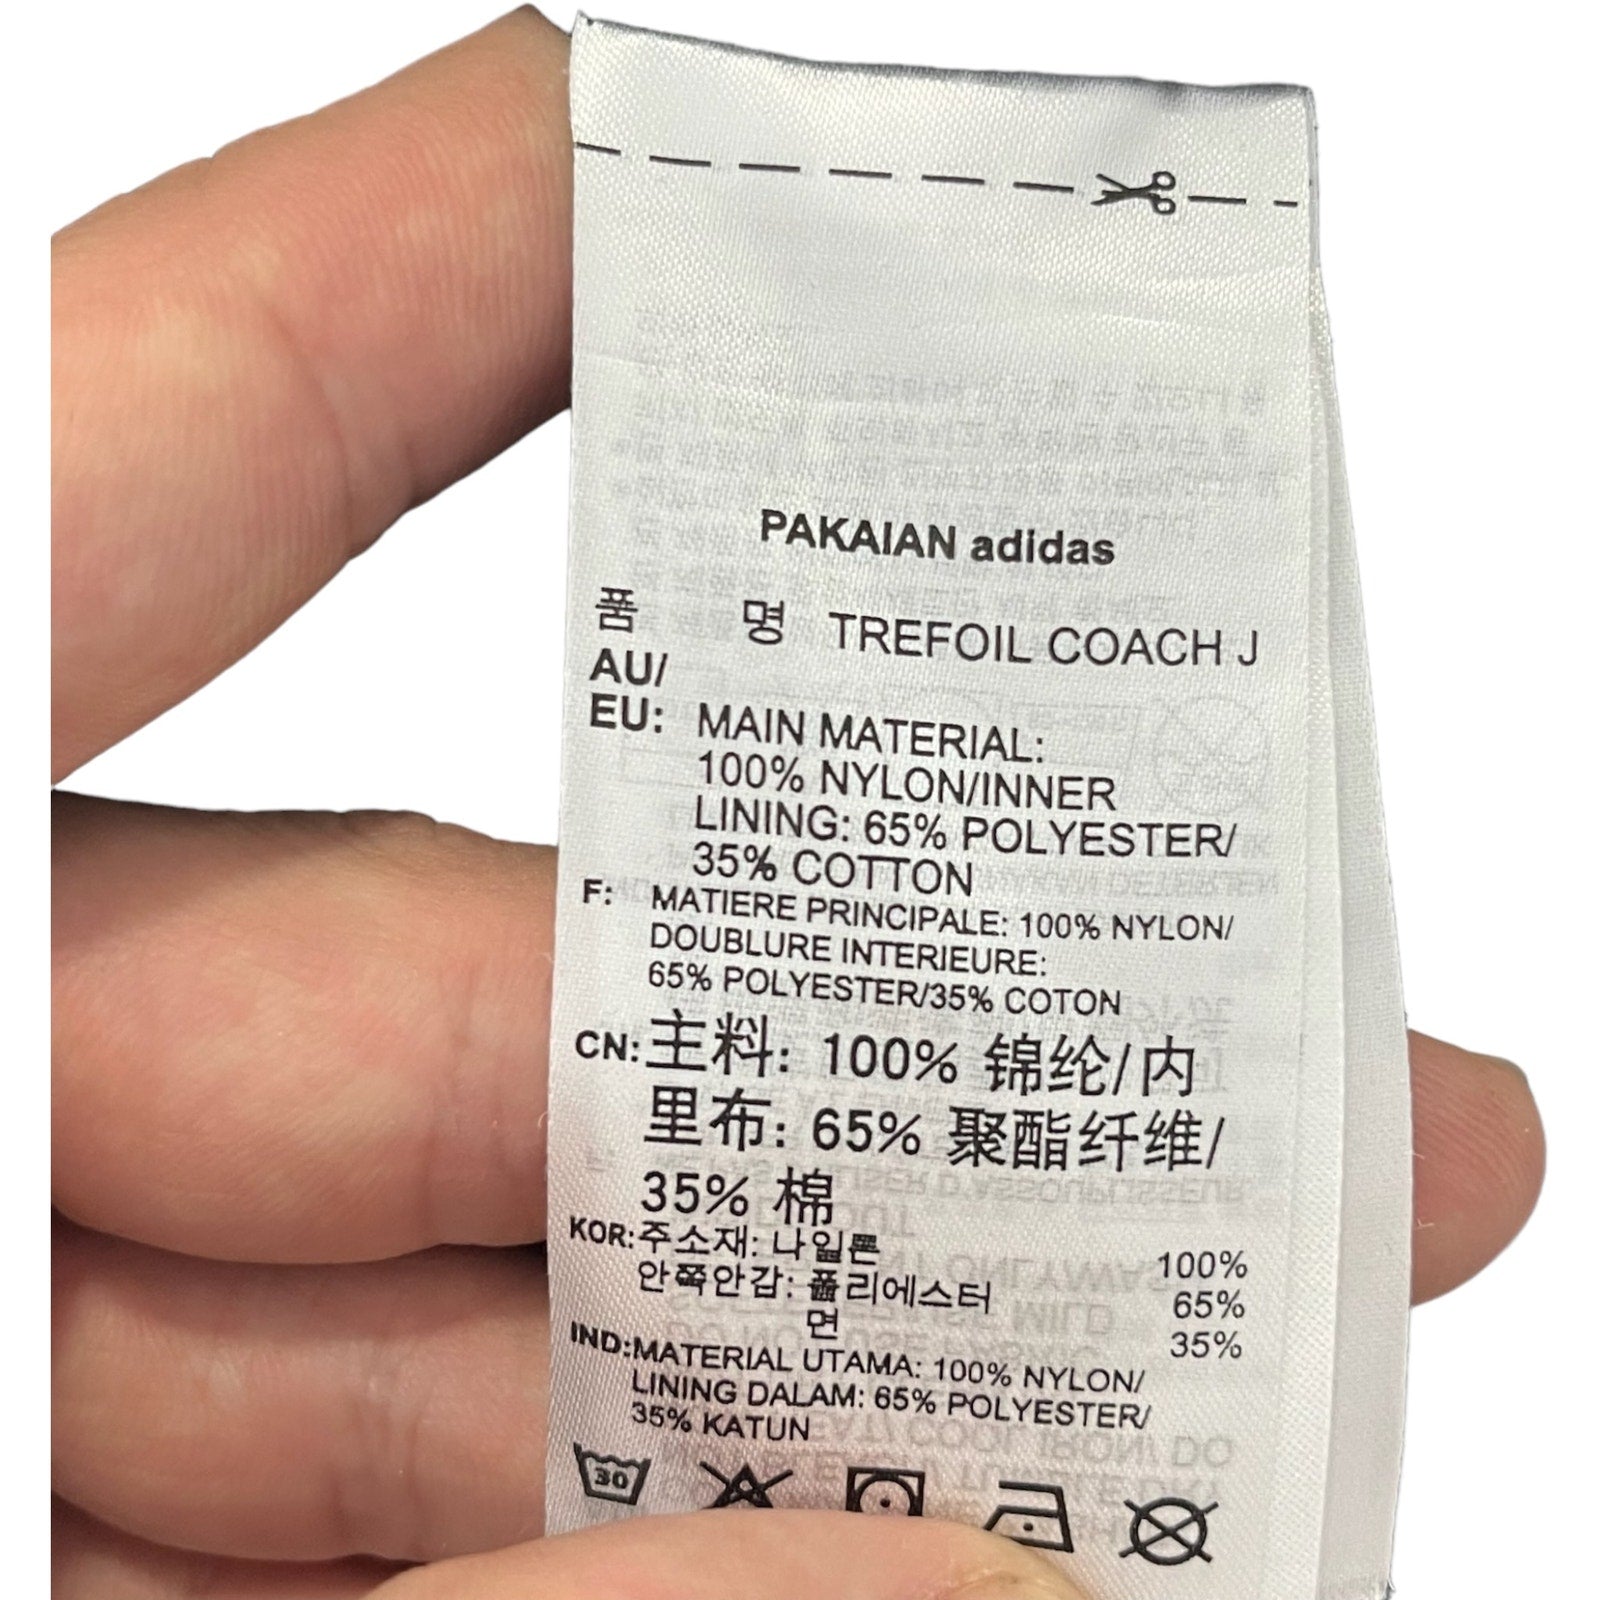 PAKAIAN adidas
품 명 TREFOIL COACH J
AU/
EU: MAIN MATERIAL:
100% NYLON/INNER
LINING: 65% POLYESTER/
35% COTTON
F: MATIERE PRINCIPALE: 100% NYLON/
DOUBLURE INTERIEURE:
65% POLYESTER/35% COTON
CN: 主料: 100% 锦纶/内
里布: 65% 聚酯纤维/
35% 棉
KOR: 주소재: 나일론 100%
안쪽안감: 폴리에스터 65%
면 35%
IND: MATERIAL UTAMA: 100% NYLON/
LINING DALAM: 65% POLYESTER/
35% KATUN
30